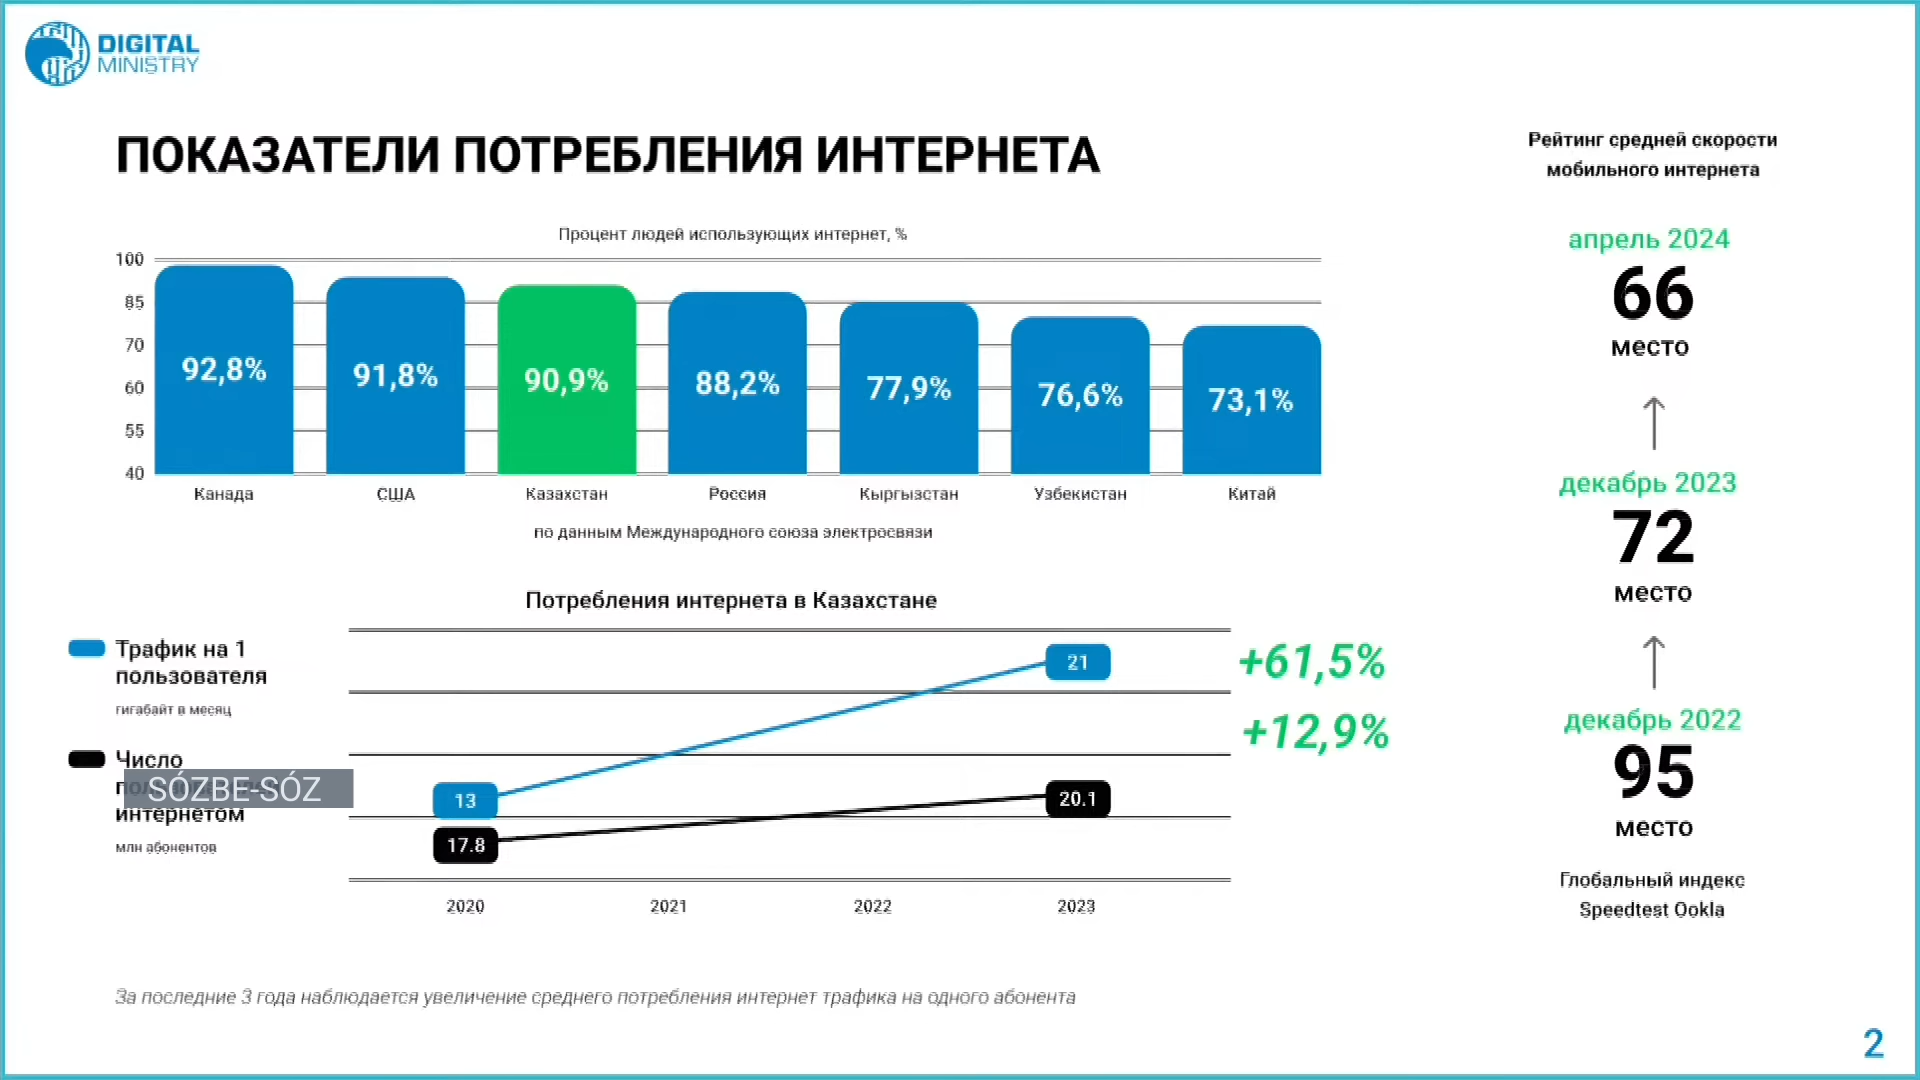 DIGITAL
MINISTRY
ПОКАЗАТЕЛИ ПОТРЕБЛЕНИЯ ИНТЕРНЕТА
Процент людей использующих интернет, %
100
85
70
60
55
40
92,8%
91,8%
90,9%
88,2%
77,9%
76,6%
73,1%
Канада
США
Казахстан
Россия
Кыргызстан
Узбекистан
Китай
по данным Международного союза электросвязи
Потребления интернета в Казахстане
Трафик на 1
пользователя
гигабайт в месяц
Число
SÓZBE-SÓZ
интернетом
млн абонентов
21
13
20.1
17.8
2020
2021
2022
2023
+61,5%
+12,9%
Рейтинг средней скорости
мобильного интернета
апрель 2024
66
место
декабрь 2023
72
место
декабрь 2022
95
место
Глобальный индекс
Speedtest Ookla
За последние 3 года наблюдается увеличение среднего потребления интернет трафика на одного абонента
2